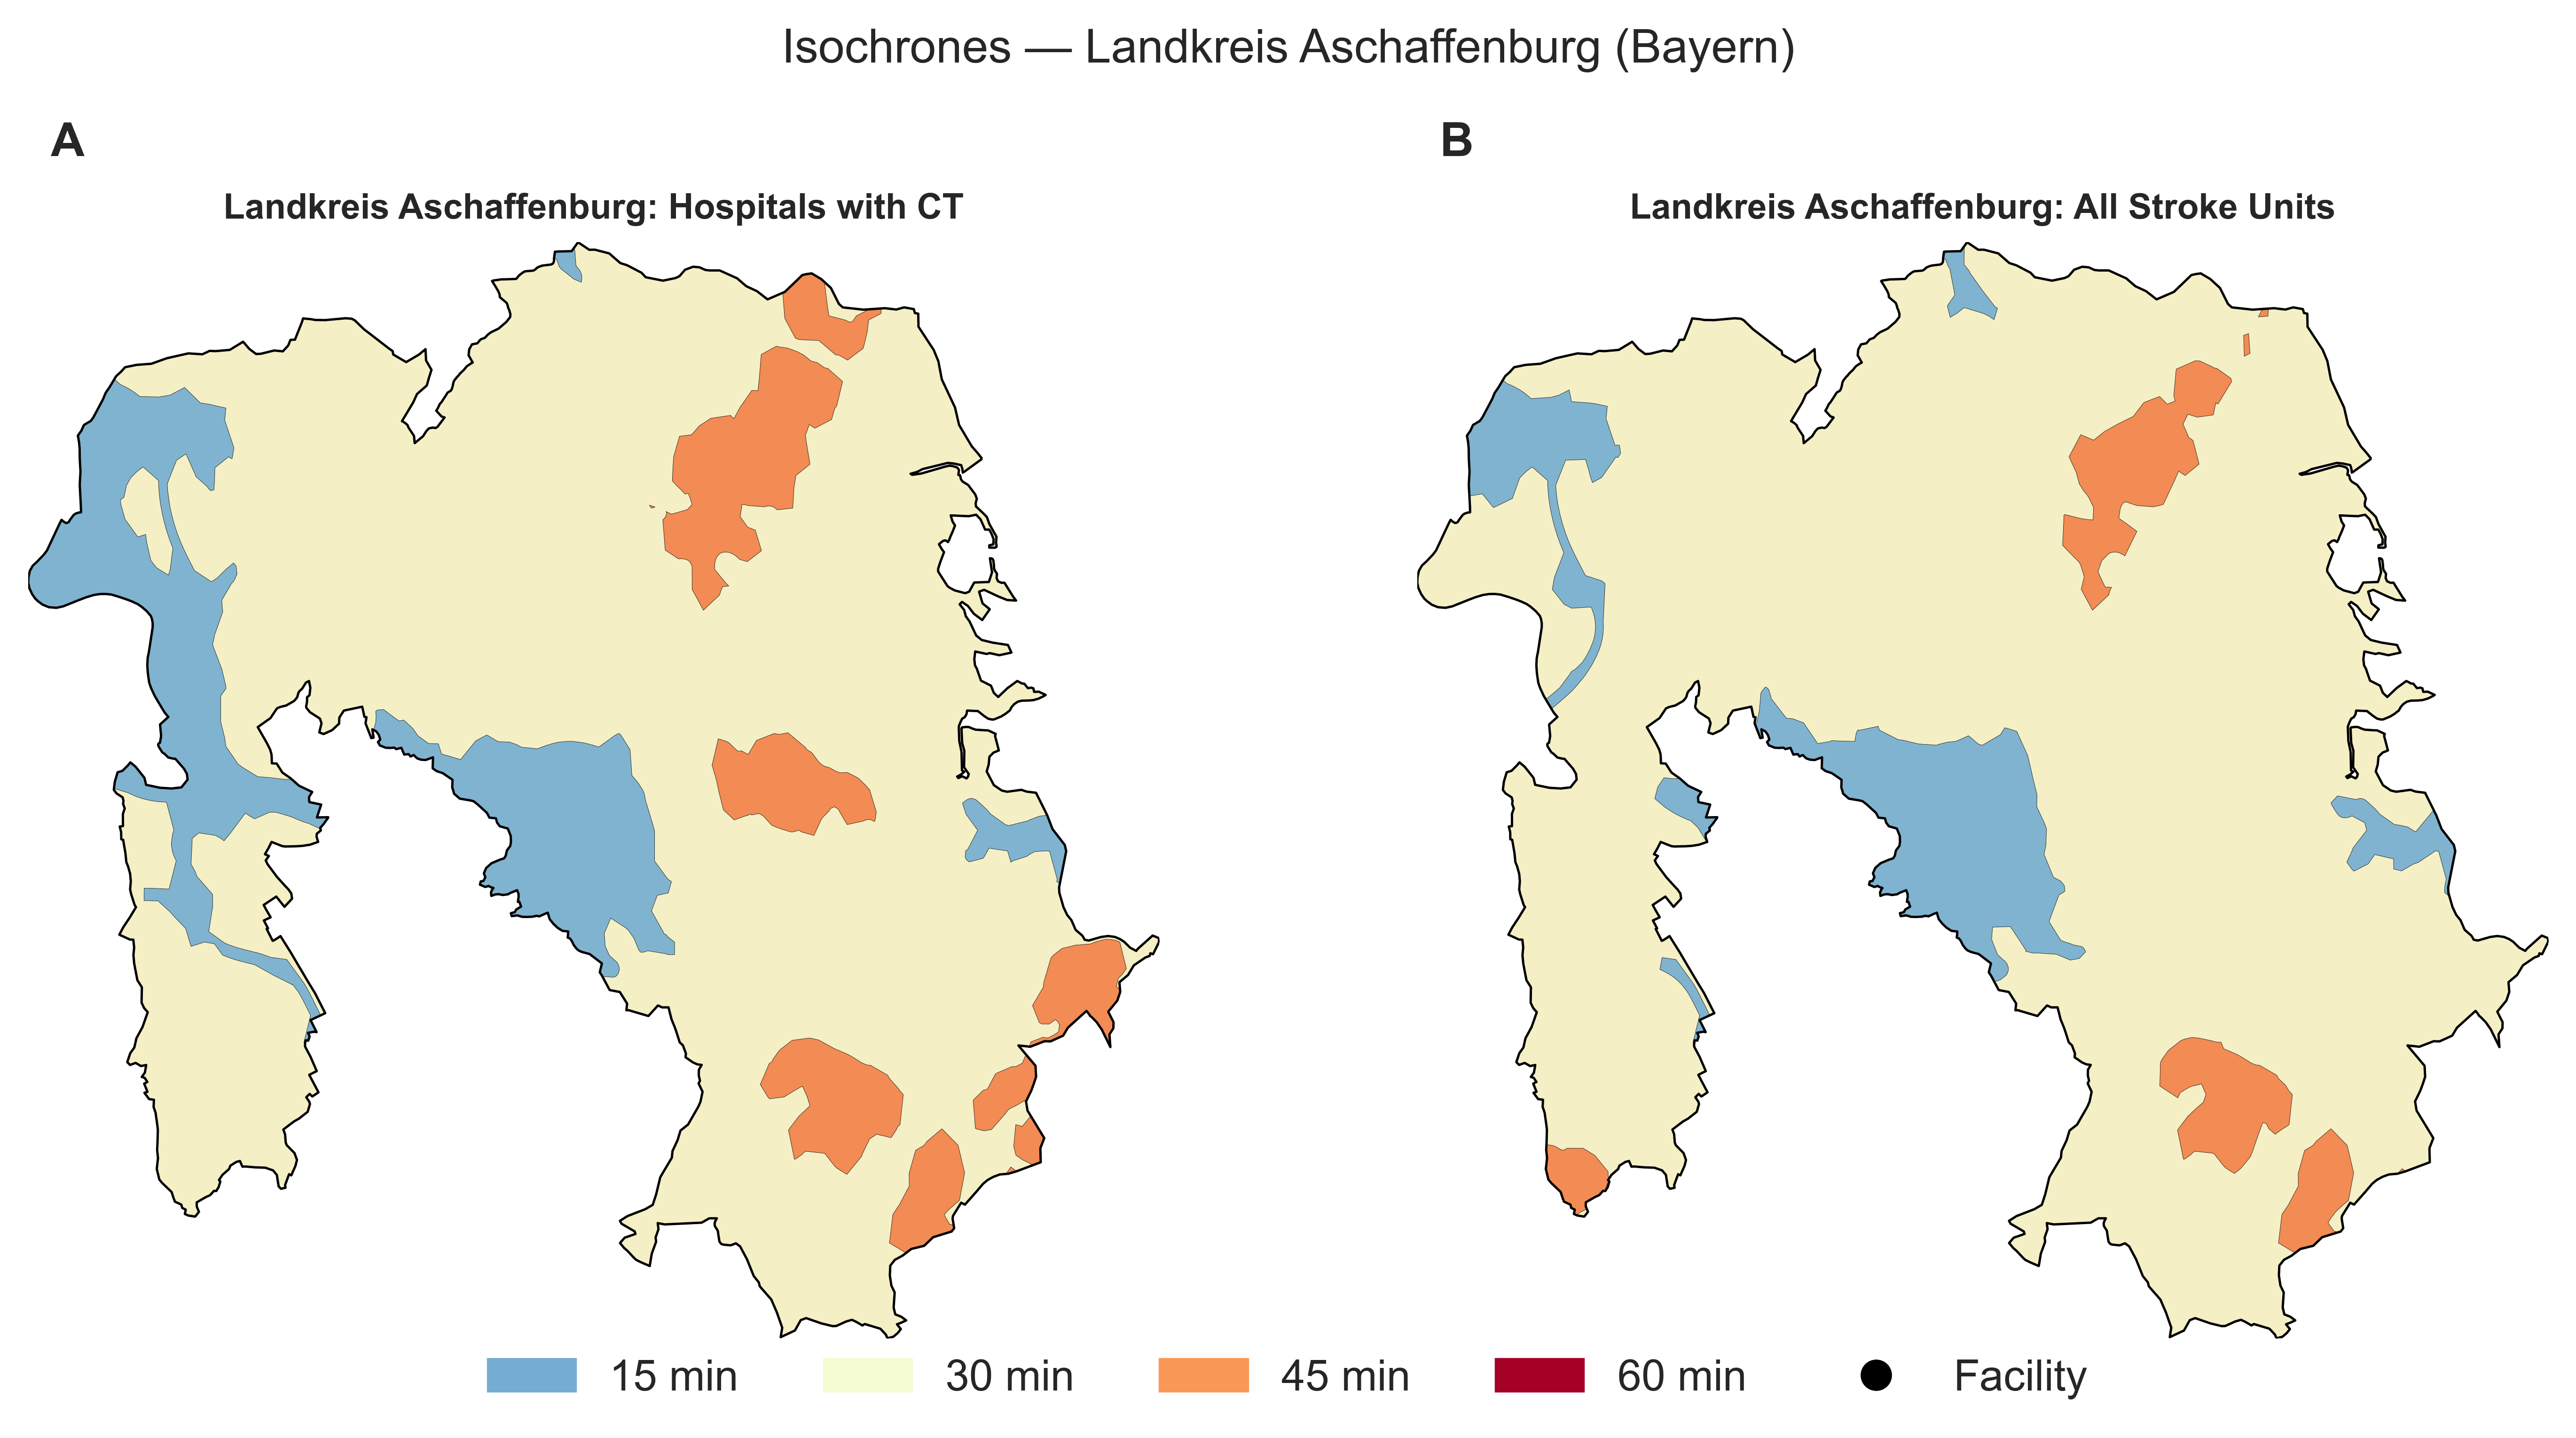 Isochrones — Landkreis Aschaffenburg (Bayern)
A
B
Landkreis Aschaffenburg: Hospitals with CT
Landkreis Aschaffenburg: All Stroke Units
15 min
30 min
45 min
60 min
Facility